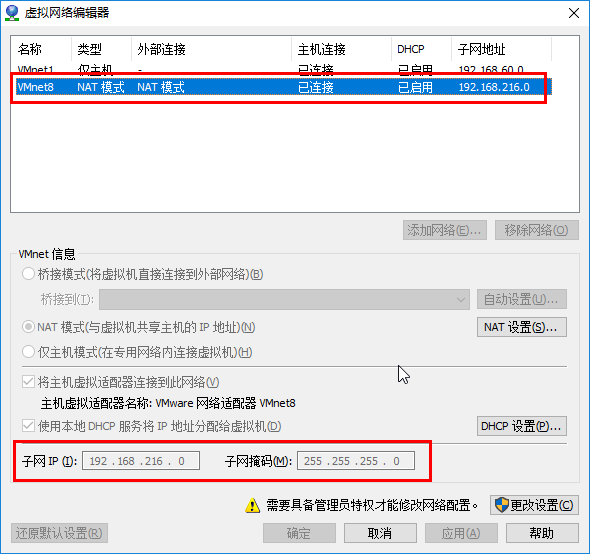 虚拟网络编辑器
名称 类型 外部连接 主机连接 DHCP 子网地址
VMnet1 仅主机... - 已连接 已启用 192.168.60.0
VMnet8 NAT 模式 NAT 模式 已连接 已启用 192.168.216.0
添加网络(E)... 移除网络(O)
VMnet 信息
桥接模式(将虚拟机直接连接到外部网络)(B)
桥接到(T): 自动设置(U)...
NAT 模式(与虚拟机共享主机的 IP 地址)(N) NAT 设置(S)...
仅主机模式(在专用网络内连接虚拟机)(H)
将主机虚拟适配器连接到此网络(V)
主机虚拟适配器名称: VMware 网络适配器 VMnet8
使用本地 DHCP 服务将 IP 地址分配给虚拟机(D) DHCP 设置(P)...
子网 IP (I): 192 . 168 . 216 . 0 子网掩码(M): 255 . 255 . 255 . 0
需要具备管理员特权才能修改网络配置。 更改设置(C)
还原默认设置(R) 确定 取消 应用(A) 帮助